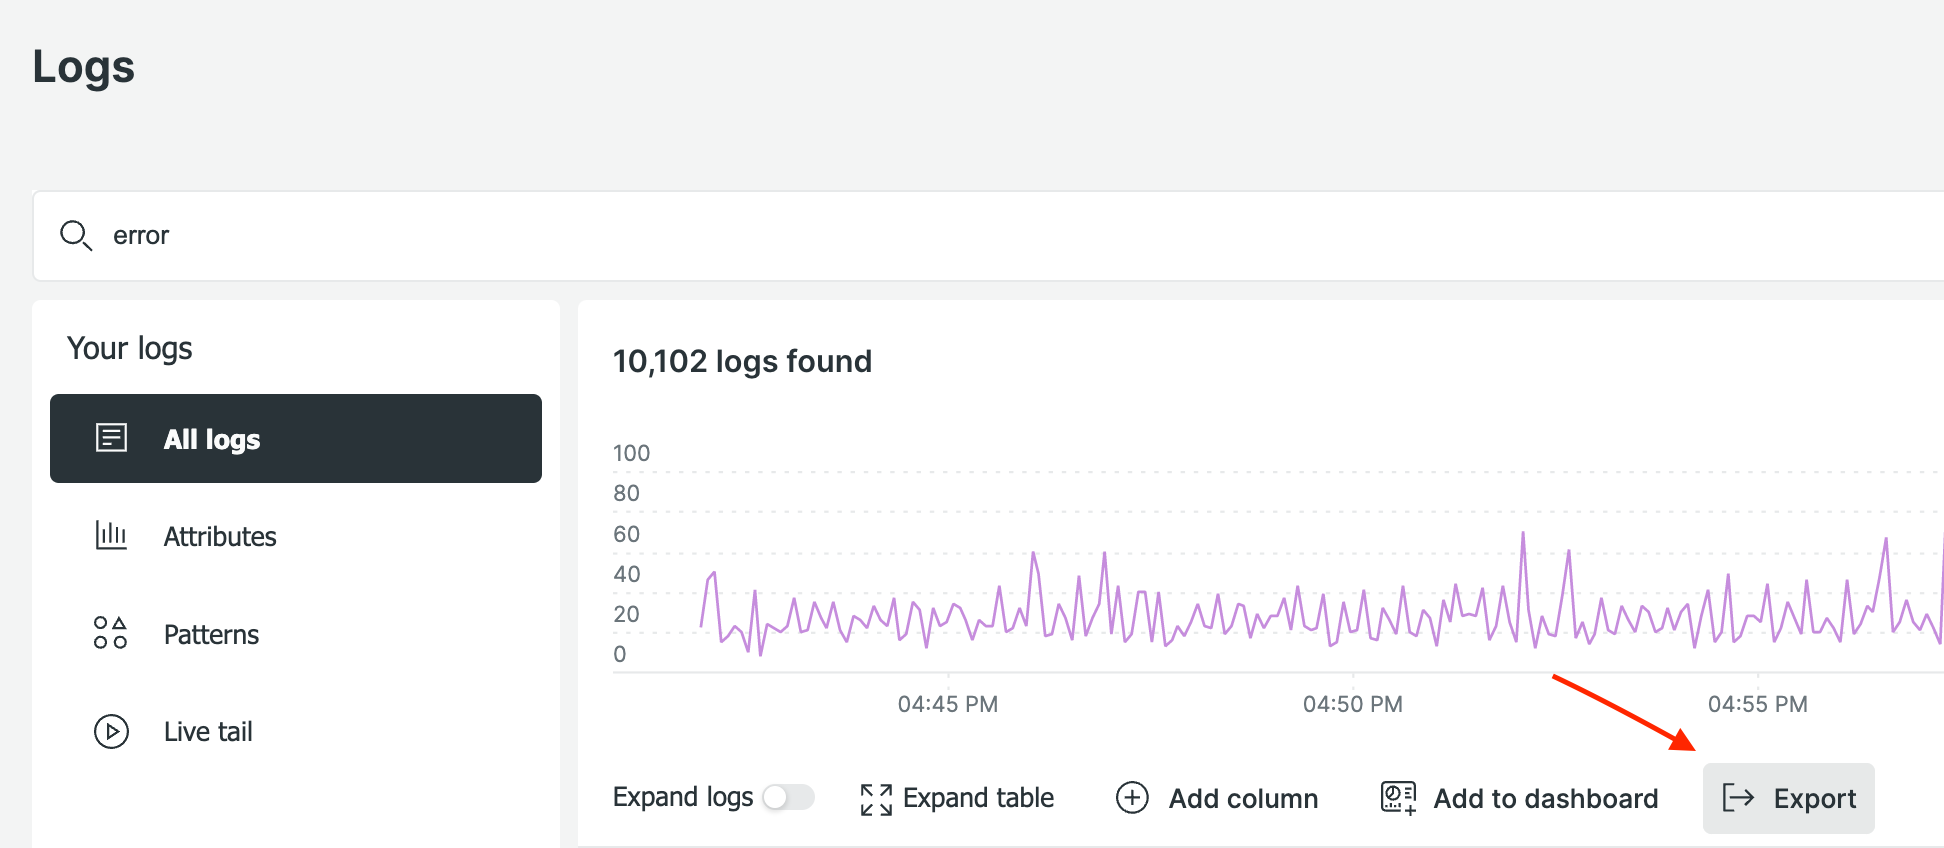 Logs
error
Your logs
All logs
Attributes
Patterns
Live tail
10,102 logs found
100
80
60
40
20
0
04:45 PM
04:50 PM
04:55 PM
Expand logs
Expand table
Add column
Add to dashboard
Export